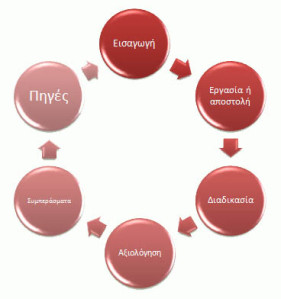 Εισαγωγή
Εργασία ή
αποστολή
Διαδικασία
Αξιολόγηση
Συμπεράσματα
Πηγές